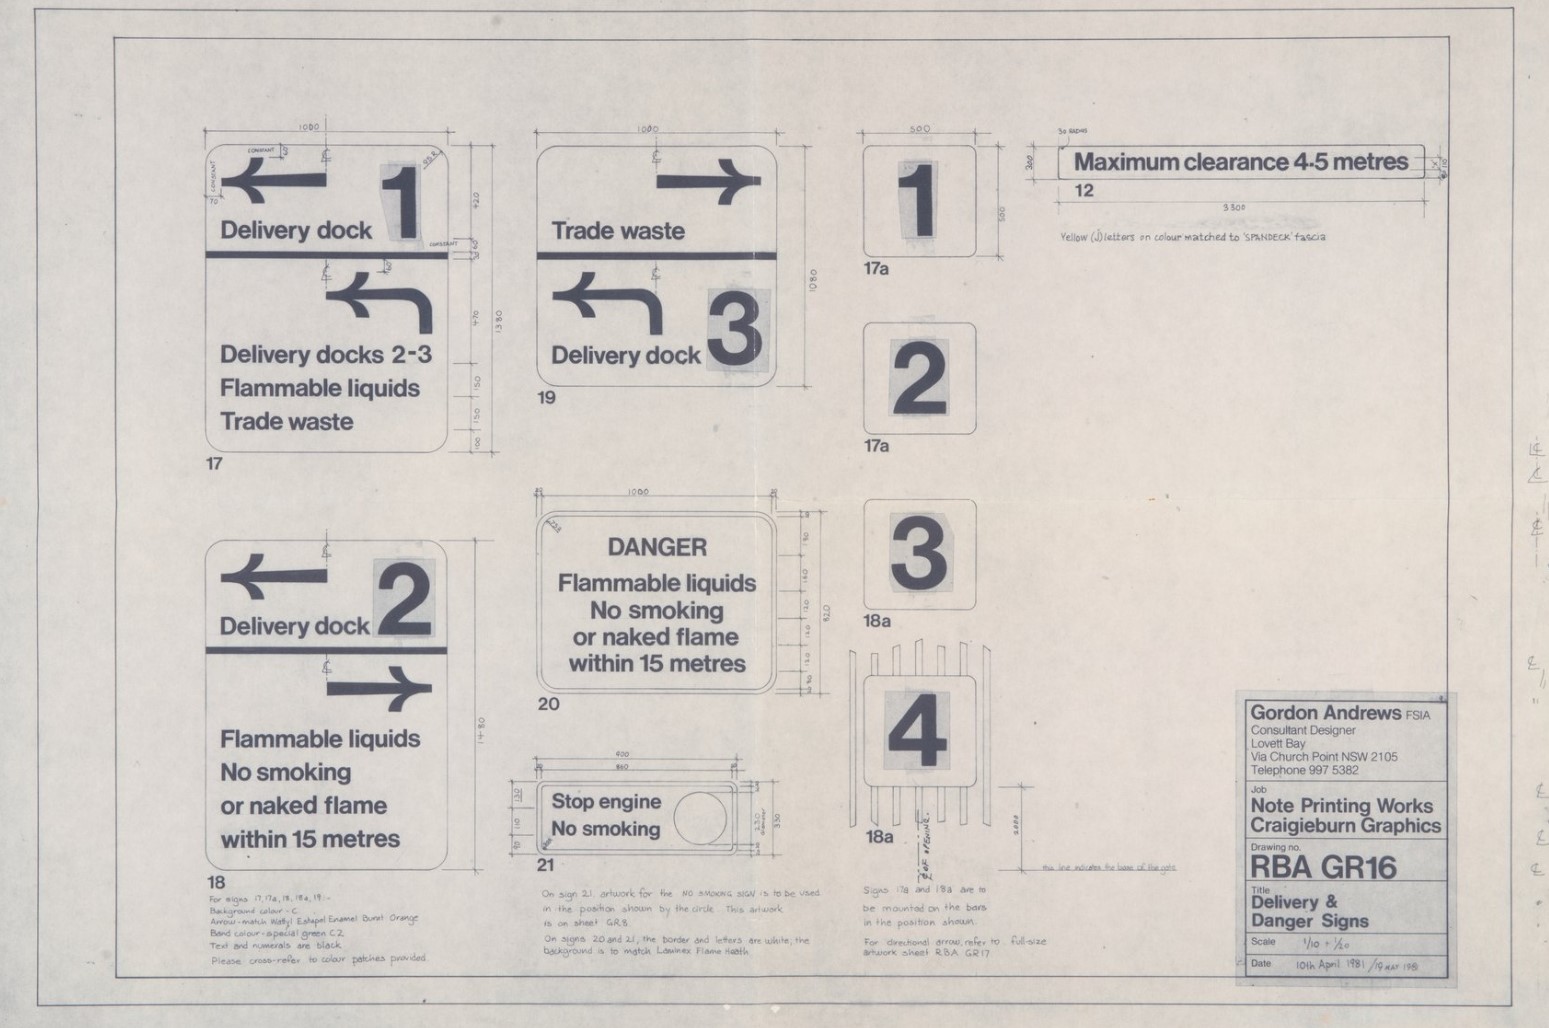 1000
CONSTANT
CONSTANT
70
1
420
Delivery dock
CONSTANT
Delivery docks 2-3
Flammable liquids
Trade waste
470
1380
150
150
100
17
1000
Trade waste
3
Delivery dock
1080
19
500
1
500
17a
2
17a
3
18a
4
18a
50 RADIUS
200
Maximum clearance 4·5 metres
12
3300
Yellow (J) letters on colour matched to 'SPANDECK' fascia
2
Delivery dock
Flammable liquids
No smoking
or naked flame
within 15 metres
1480
18
1000
DANGER
Flammable liquids
No smoking
or naked flame
within 15 metres
820
20
900
860
Stop engine
No smoking
110
350
21
For signs 17, 17a, 18, 18a, 19:-
Background colour - C
Arrow - match Wattyl Estapel Enamel Burnt Orange
Band colour - special green C2
Text and numerals are black
Please cross-refer to colour patches provided.
On sign 21 artwork for the NO SMOKING SIGN is to be used
in the position shown by the circle. This artwork
is on sheet GR8
On signs 20 and 21, the border and letters are white; the
background is to match Laminex Flame Heath
Signs 17a and 18a are to
be mounted on the bars
in the position shown.
For directional arrow, refer to full-size
artwork sheet RBA GR17
℄ OF OPENING.
this line indicates the base of the gate
Gordon Andrews FSIA
Consultant Designer
Lovett Bay
Via Church Point NSW 2105
Telephone 997 5382
Job
Note Printing Works
Craigieburn Graphics
Drawing no.
RBA GR16
Title
Delivery &
Danger Signs
Scale 1/10 + 1/20
Date 10th April 1981 / 19 MAY 1981